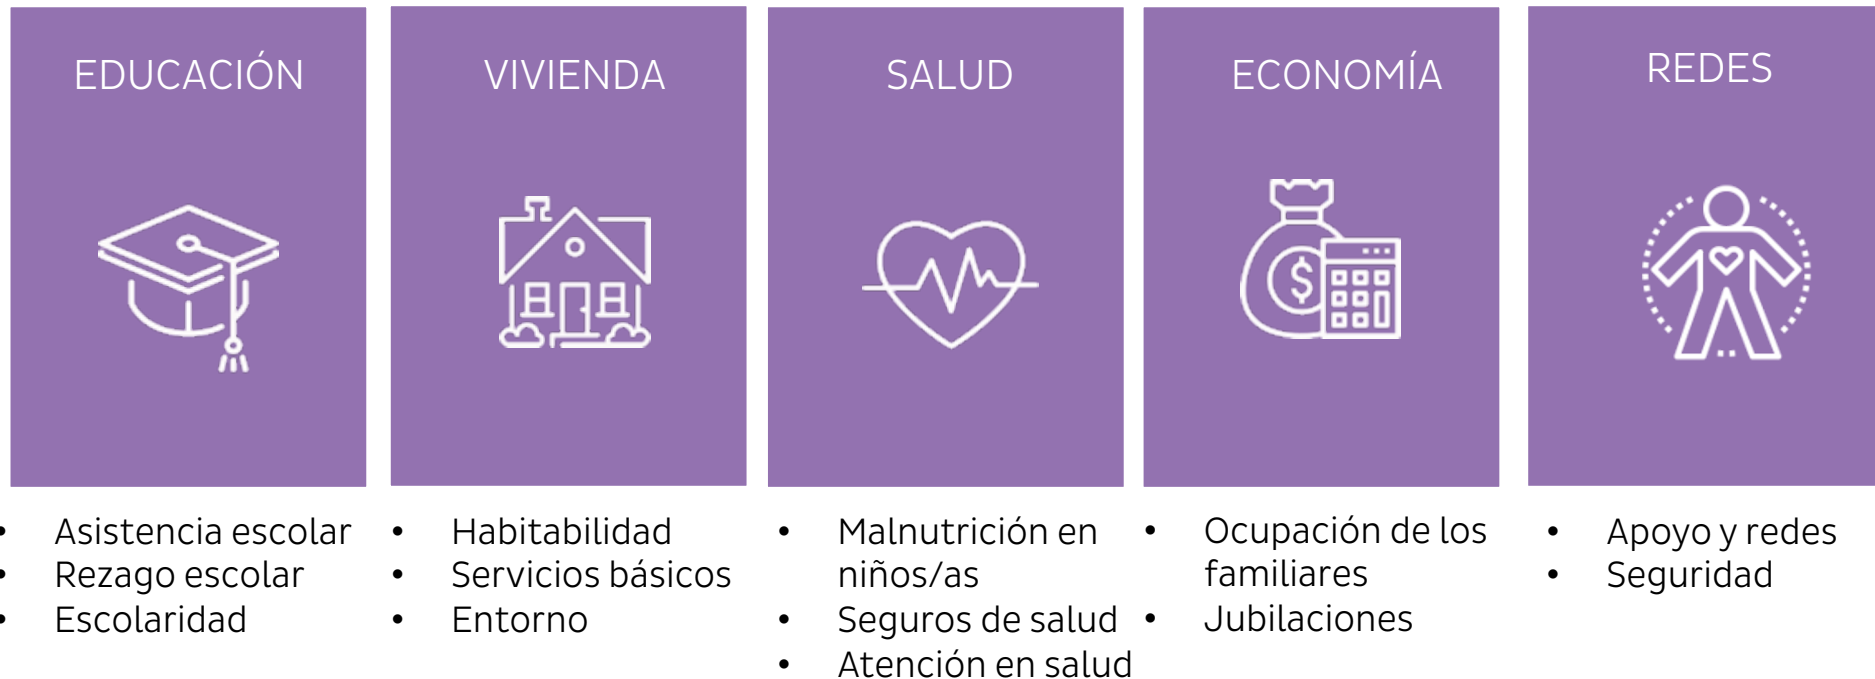 EDUCACIÓN
• Asistencia escolar
• Rezago escolar
• Escolaridad
VIVIENDA
• Habitabilidad
• Servicios básicos
• Entorno
SALUD
• Malnutrición en
niños/as
• Seguros de salud
• Atención en salud
ECONOMÍA
$
• Ocupación de los
familiares
• Jubilaciones
REDES
• Apoyo y redes
• Seguridad